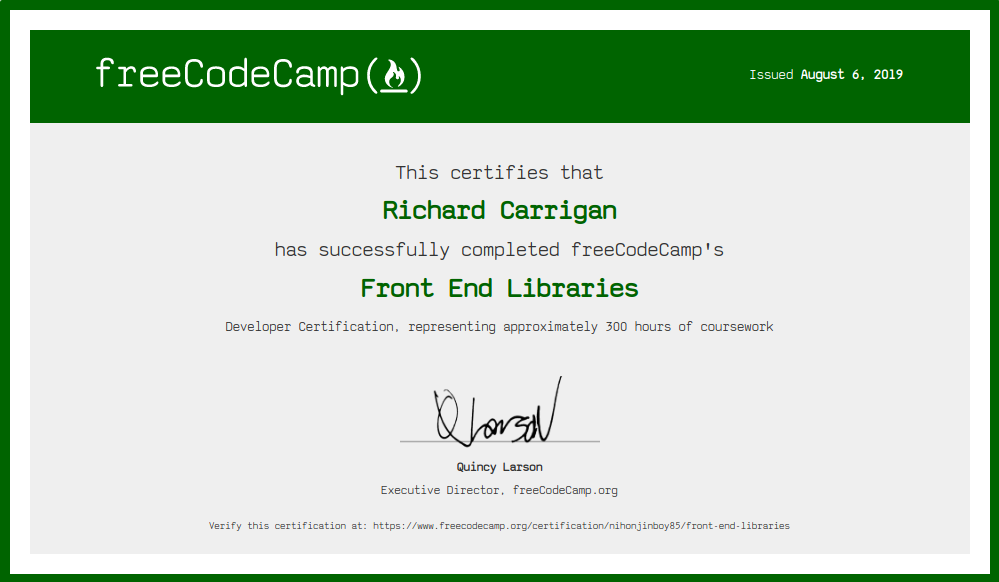 freeCodeCamp(🔥)
Issued August 6, 2019
This certifies that
Richard Carrigan
has successfully completed freeCodeCamp's
Front End Libraries
Developer Certification, representing approximately 300 hours of coursework
QLarson
Quincy Larson
Executive Director, freeCodeCamp.org
Verify this certification at: https://www.freecodecamp.org/certification/nihonjinboy85/front-end-libraries